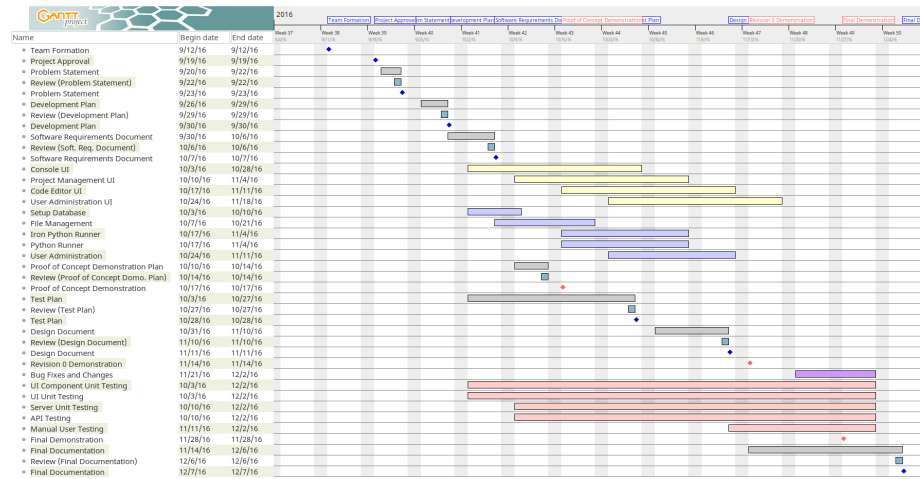 GANTT
project
2016
Team Formation
Project Approval
m Statement
evelopment Plan
Software Requirements Do
Proof of Concept Demonstration
t Plan
Design
Revision 0 Demonstration
Final Demonstration
Final D
Name Begin date End date
Week 37 Week 38 Week 39 Week 40 Week 41 Week 42 Week 43 Week 44 Week 45 Week 46 Week 47 Week 48 Week 49 Week 50
Team Formation 9/12/16 9/12/16
Project Approval 9/19/16 9/19/16
Problem Statement 9/20/16 9/22/16
Review (Problem Statement) 9/22/16 9/22/16
Problem Statement 9/23/16 9/23/16
Development Plan 9/26/16 9/29/16
Review (Development Plan) 9/29/16 9/29/16
Development Plan 9/30/16 9/30/16
Software Requirements Document 9/30/16 10/6/16
Review (Soft. Req. Document) 10/6/16 10/6/16
Software Requirements Document 10/7/16 10/7/16
Console UI 10/3/16 10/28/16
Project Management UI 10/10/16 11/4/16
Code Editor UI 10/17/16 11/11/16
User Administration UI 10/24/16 11/18/16
Setup Database 10/3/16 10/10/16
File Management 10/7/16 10/21/16
Iron Python Runner 10/17/16 11/4/16
Python Runner 10/17/16 11/4/16
User Administration 10/24/16 11/11/16
Proof of Concept Demonstration Plan 10/10/16 10/14/16
Review (Proof of Concept Domo. Plan) 10/14/16 10/14/16
Proof of Concept Demonstration 10/17/16 10/17/16
Test Plan 10/3/16 10/27/16
Review (Test Plan) 10/27/16 10/27/16
Test Plan 10/28/16 10/28/16
Design Document 10/31/16 11/10/16
Review (Design Document) 11/10/16 11/10/16
Design Document 11/11/16 11/11/16
Revision 0 Demonstration 11/14/16 11/14/16
Bug Fixes and Changes 11/21/16 12/2/16
UI Component Unit Testing 10/3/16 12/2/16
UI Unit Testing 10/3/16 12/2/16
Server Unit Testing 10/10/16 12/2/16
API Testing 10/10/16 12/2/16
Manual User Testing 11/11/16 12/2/16
Final Demonstration 11/28/16 11/28/16
Final Documentation 11/14/16 12/6/16
Review (Final Documentation) 12/6/16 12/6/16
Final Documentation 12/7/16 12/7/16